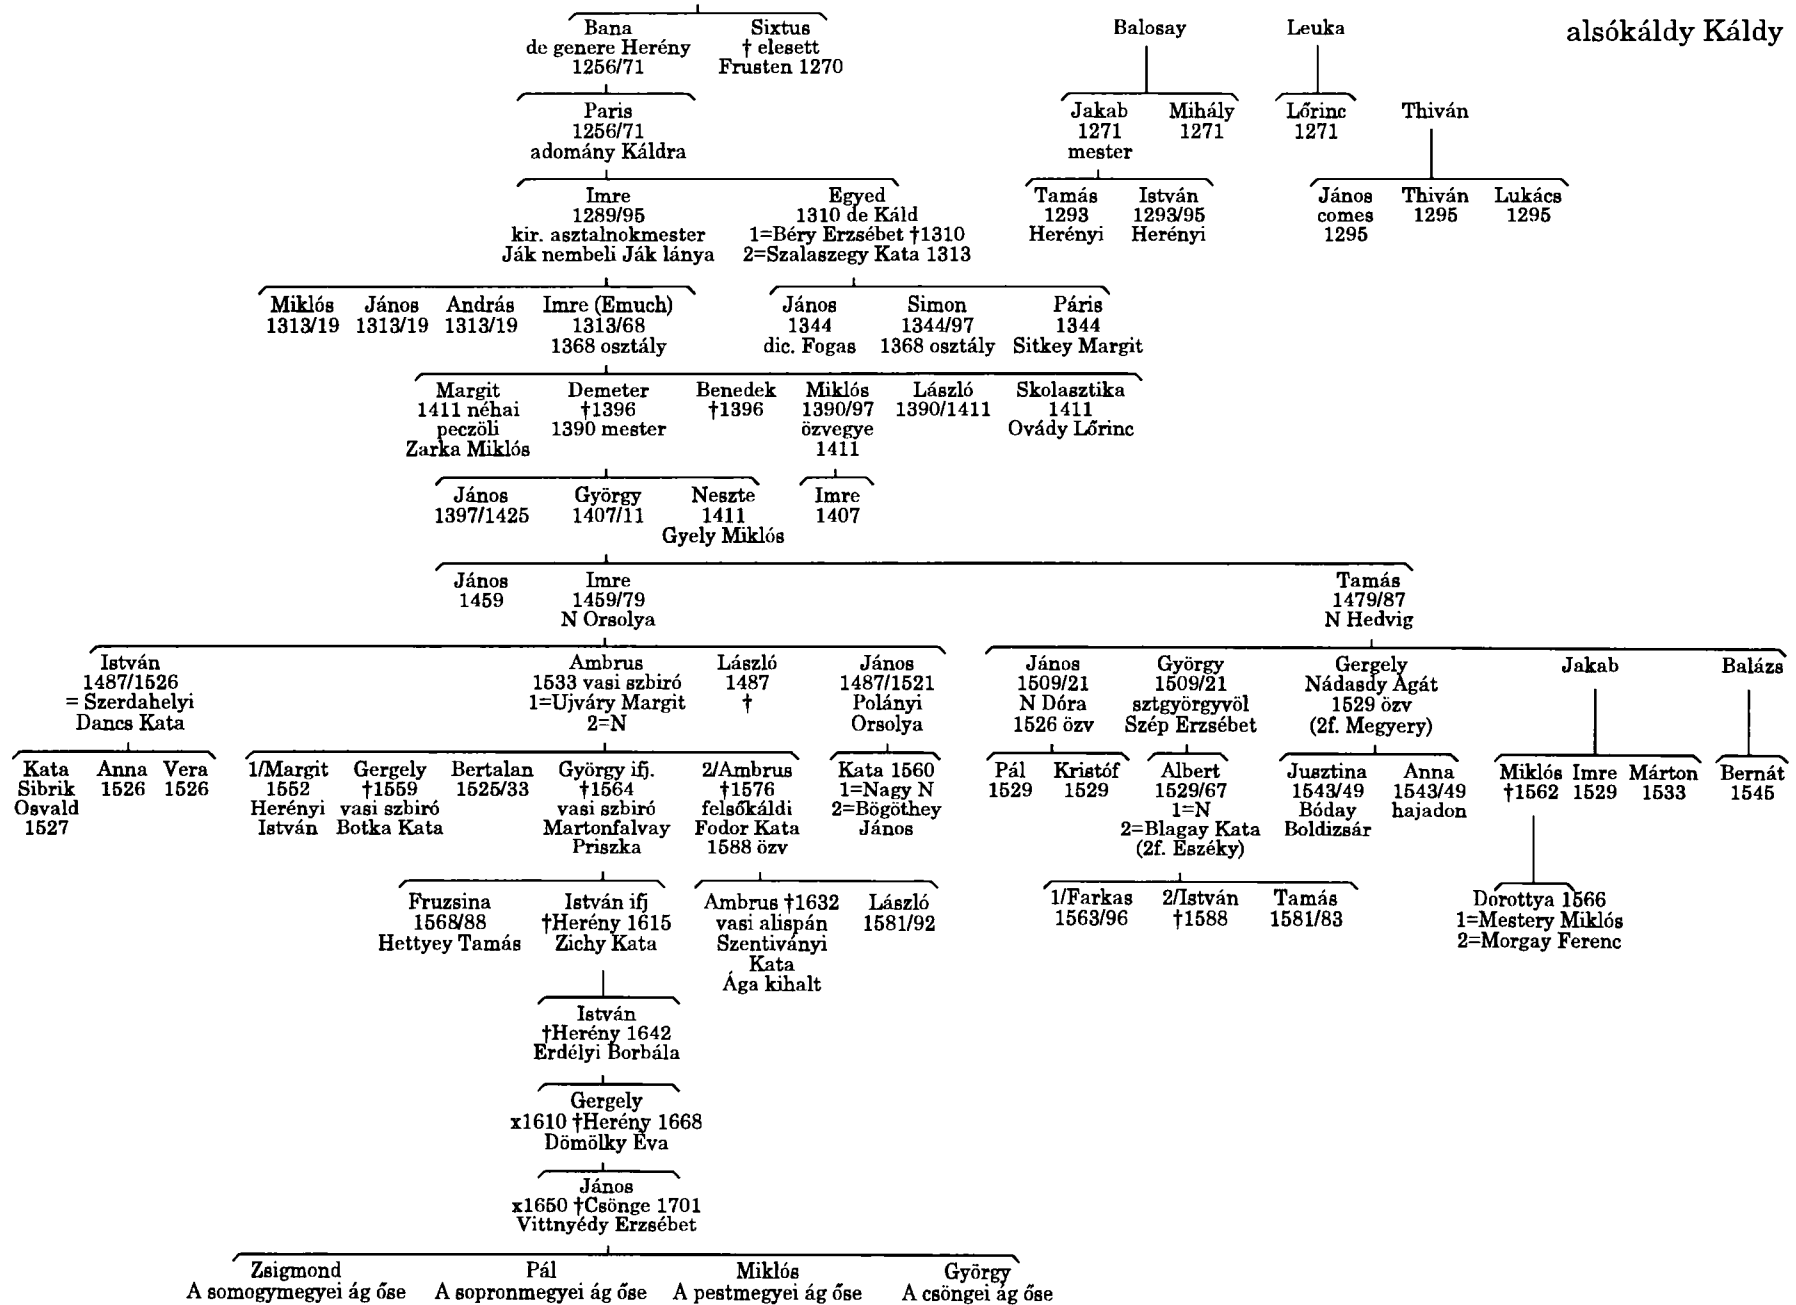 alsókáldy Káldy
Bana
de genere Herény
1256/71
Sixtus
† elesett
Frusten 1270
Balosay
Leuka
Paris
1256/71
adomány Káldra
Jakab
1271
mester
Mihály
1271
Lőrinc
1271
Thiván
Imre
1289/95
kir. asztalnokmester
Ják nembeli Ják lánya
Egyed
1310 de Káld
1=Béry Erzsébet †1310
2=Szalaszegy Kata 1313
Tamás
1293
Herényi
István
1293/95
Herényi
János
comes
1295
Thiván
1295
Lukács
1295
Miklós
1313/19
János
1313/19
András
1313/19
Imre (Emuch)
1313/68
1368 osztály
János
1344
dic. Fogas
Simon
1344/97
1368 osztály
Páris
1344
Sitkey Margit
Margit
1411 néhai
peczöli
Zarka Miklós
Demeter
†1396
1390 mester
Benedek
†1396
Miklós
1390/97
özvegye
1411
László
1390/1411
Skolasztika
1411
Ovády Lőrinc
János
1397/1425
György
1407/11
Neszte
1411
Gyely Miklós
Imre
1407
János
1459
Imre
1459/79
N Orsolya
Tamás
1479/87
N Hedvig
István
1487/1526
= Szerdahelyi
Dancs Kata
Ambrus
1533 vasi szbiró
1=Ujváry Margit
2=N
László
1487
†
János
1487/1521
Polányi
Orsolya
János
1509/21
N Dóra
1526 özv
György
1509/21
sztgyörgyvöl
Szép Erzsébet
Gergely
Nádasdy Agát
1529 özv
(2f. Megyery)
Jakab
Balázs
Kata
Sibrik
Osvald
1527
Anna
1526
Vera
1526
1/Margit
1552
Herényi
István
Gergely
†1559
vasi szbiró
Botka Kata
Bertalan
1525/33
György ifj.
†1564
vasi szbiró
Martonfalvay
Priszka
2/Ambrus
†1576
felsőkáldi
Fodor Kata
1588 özv
Kata 1560
1=Nagy N
2=Bögöthey
János
Pál
1529
Kristóf
1529
Albert
1529/67
1=N
2=Blagay Kata
(2f. Eszéky)
Jusztina
1543/49
Bóday
Boldizsár
Anna
1543/49
hajadon
Miklós
†1562
Imre
1529
Márton
1533
Bernát
1545
Fruzsina
1568/88
Hettyey Tamás
István ifj
†Herény 1615
Zichy Kata
Ambrus †1632
vasi alispán
Szentiványi
Kata
Ága kihalt
László
1581/92
1/Farkas
1563/96
2/István
†1588
Tamás
1581/83
Dorottya 1566
1=Mestery Miklós
2=Morgay Ferenc
István
†Herény 1642
Erdélyi Borbála
Gergely
x1610 †Herény 1668
Dömölky Éva
János
x1650 †Csönge 1701
Vittnyédy Erzsébet
Zsigmond
A somogymegyei ág őse
Pál
A sopronmegyei ág őse
Miklós
A pestmegyei ág őse
György
A csöngei ág őse